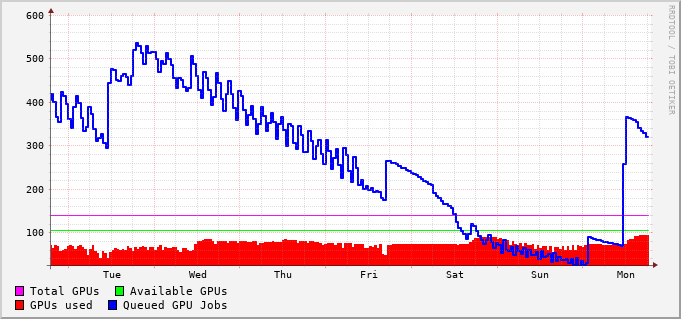 600
500
400
300
200
100
Tue Wed Thu Fri Sat Sun Mon
Total GPUs Available GPUs
GPUs used Queued GPU Jobs
RRDTOOL / TOBI OETIKER